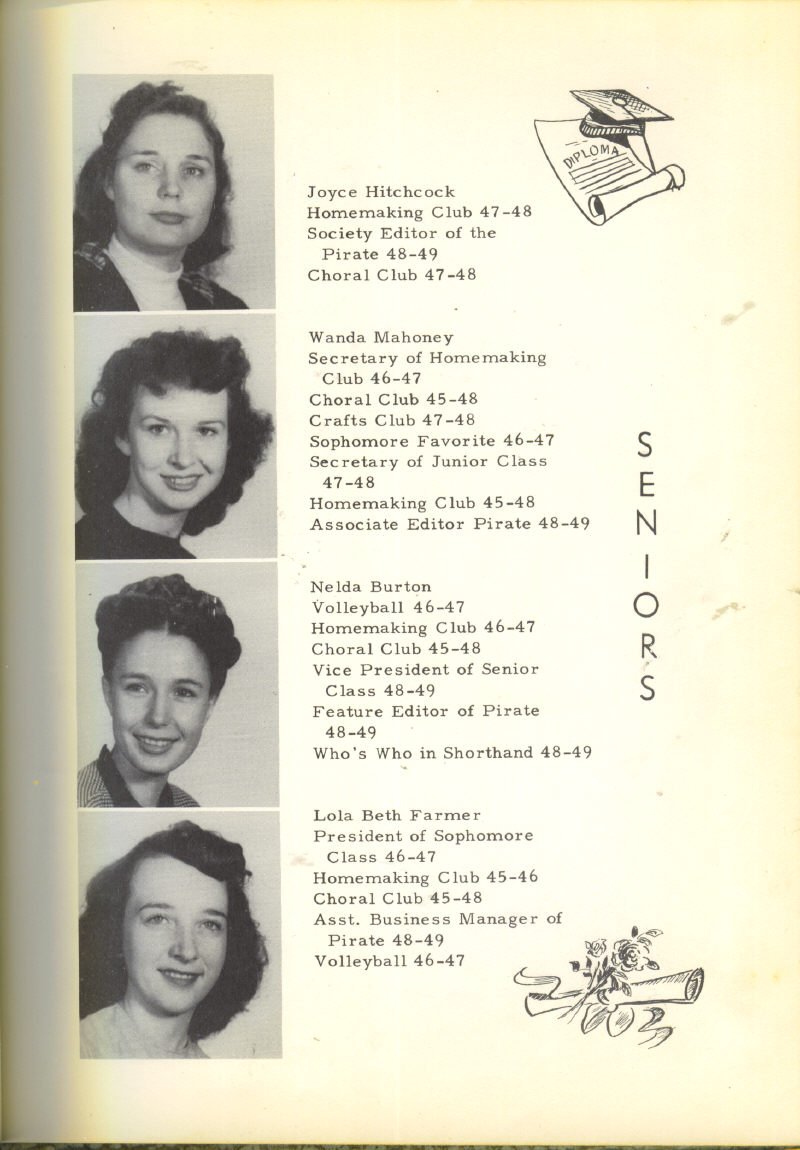 DIPLOMA
Joyce Hitchcock
Homemaking Club 47-48
Society Editor of the
Pirate 48-49
Choral Club 47-48
Wanda Mahoney
Secretary of Homemaking
Club 46-47
Choral Club 45-48
Crafts Club 47-48
Sophomore Favorite 46-47
Secretary of Junior Class
47-48
Homemaking Club 45-48
Associate Editor Pirate 48-49
Nelda Burton
Volleyball 46-47
Homemaking Club 46-47
Choral Club 45-48
Vice President of Senior
Class 48-49
Feature Editor of Pirate
48-49
Who's Who in Shorthand 48-49
Lola Beth Farmer
President of Sophomore
Class 46-47
Homemaking Club 45-46
Choral Club 45-48
Asst. Business Manager of
Pirate 48-49
Volleyball 46-47
SENIORS